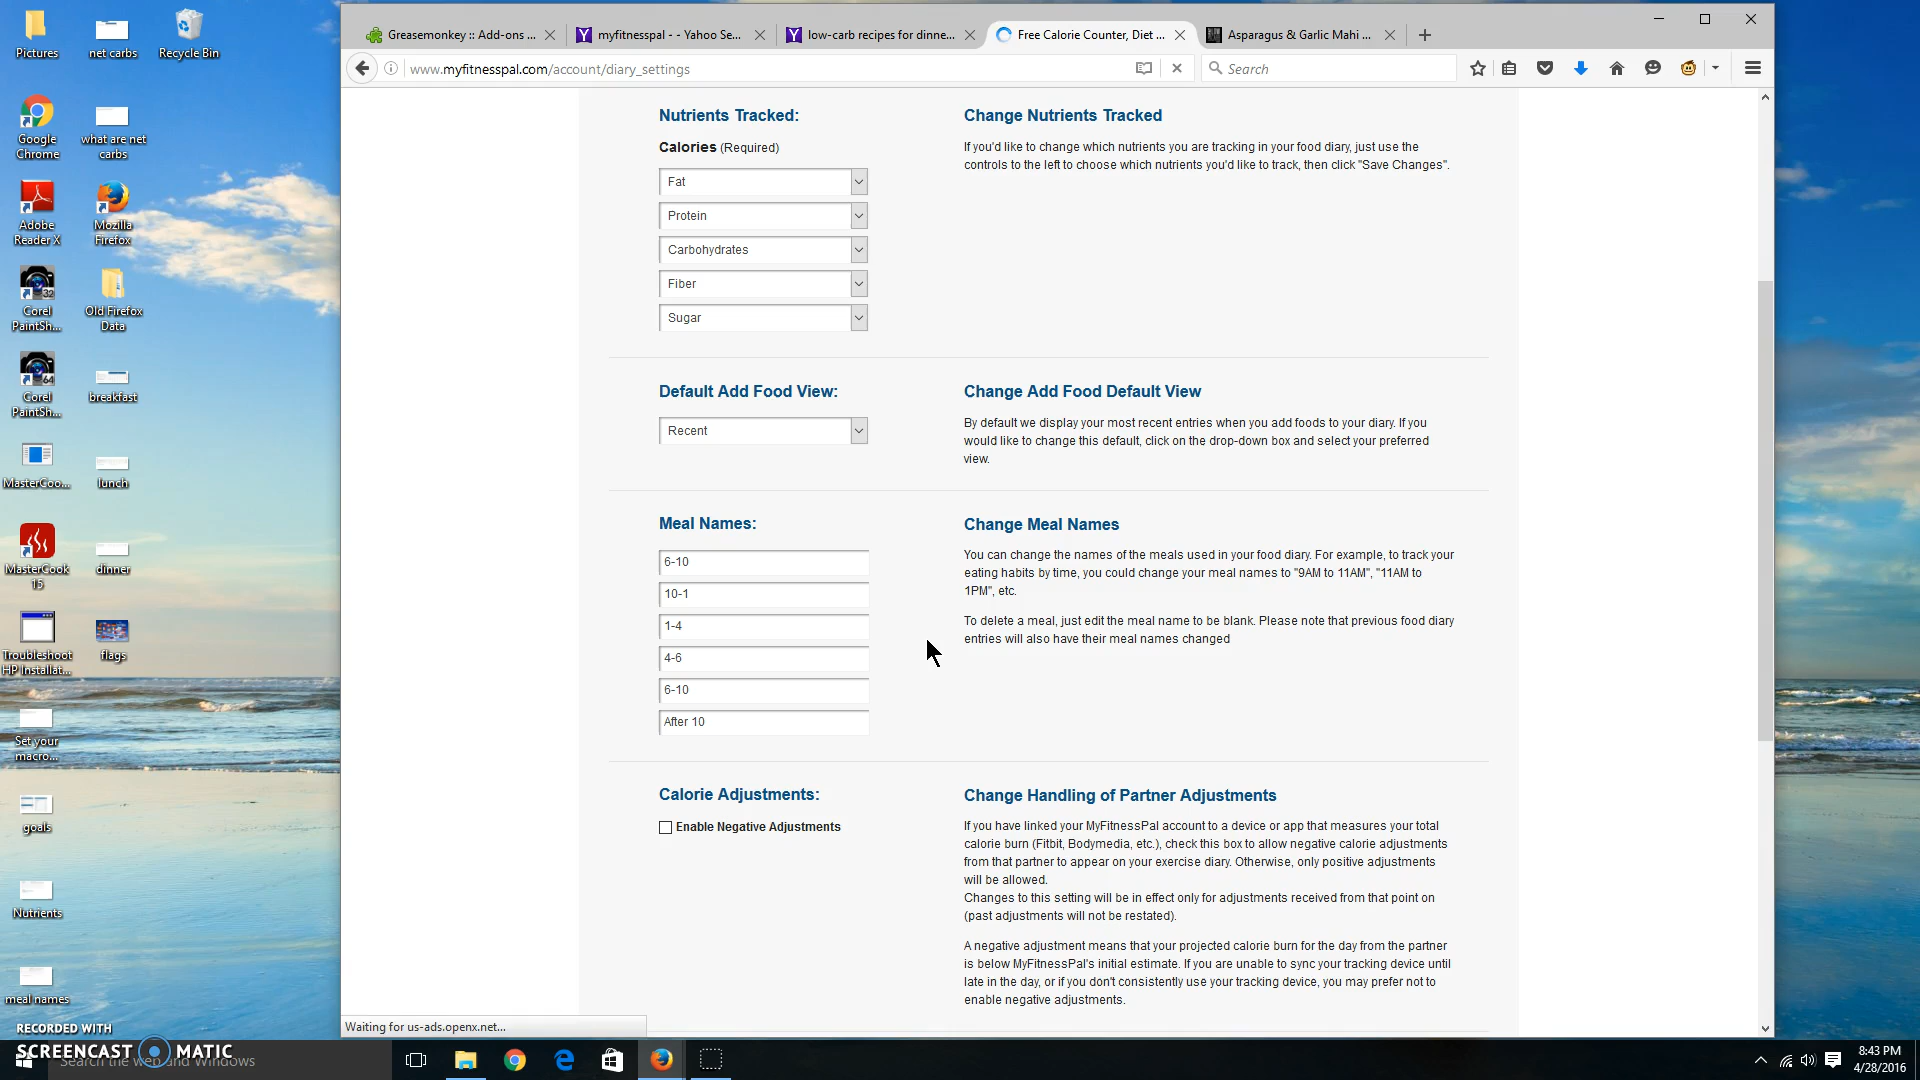 Pictures
net carbs
Recycle Bin
Google
Chrome
what are net
carbs
Adobe
Reader X
Mozilla
Firefox
Corel
PaintSh...
Old Firefox
Data
Corel
PaintSh...
breakfast
MasterCoo...
lunch
MasterCook
15
dinner
Troubleshoot
HP Installat...
flags
Set your
macro...
goals
Nutrients
meal names
32
64
Greasemonkey :: Add-ons ...
myfitnesspal - - Yahoo Se...
low-carb recipes for dinne...
Free Calorie Counter, Diet ...
Asparagus & Garlic Mahi ...
www.myfitnesspal.com/account/diary_settings
Search
Nutrients Tracked:
Calories (Required)
Fat
Protein
Carbohydrates
Fiber
Sugar
Change Nutrients Tracked
If you'd like to change which nutrients you are tracking in your food diary, just use the
controls to the left to choose which nutrients you'd like to track, then click "Save Changes".
Default Add Food View:
Recent
Change Add Food Default View
By default we display your most recent entries when you add foods to your diary. If you
would like to change this default, click on the drop-down box and select your preferred
view.
Meal Names:
6-10
10-1
1-4
4-6
6-10
After 10
Change Meal Names
You can change the names of the meals used in your food diary. For example, to track your
eating habits by time, you could change your meal names to "9AM to 11AM", "11AM to
1PM", etc.
To delete a meal, just edit the meal name to be blank. Please note that previous food diary
entries will also have their meal names changed
Calorie Adjustments:
Enable Negative Adjustments
Change Handling of Partner Adjustments
If you have linked your MyFitnessPal account to a device or app that measures your total
calorie burn (Fitbit, Bodymedia, etc.), check this box to allow negative calorie adjustments
from that partner to appear on your exercise diary. Otherwise, only positive adjustments
will be allowed.
Changes to this setting will be in effect only for adjustments received from that point on
(past adjustments will not be restated).
A negative adjustment means that your projected calorie burn for the day from the partner
is below MyFitnessPal's initial estimate. If you are unable to sync your tracking device until
late in the day, or if you don't consistently use your tracking device, you may prefer not to
enable negative adjustments.
Waiting for us-ads.openx.net...
RECORDED WITH
SCREENCAST MATIC
Search the web and Windows
8:43 PM
4/28/2016